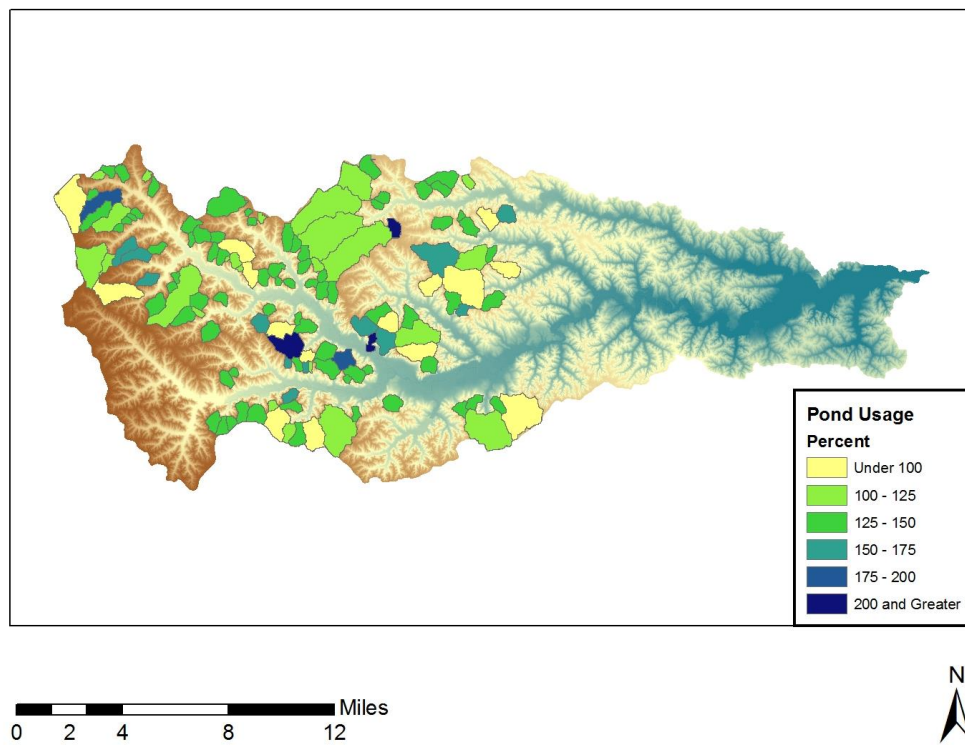 Pond Usage
Percent
Under 100
100 - 125
125 - 150
150 - 175
175 - 200
200 and Greater
N
Miles
0 2 4 8 12